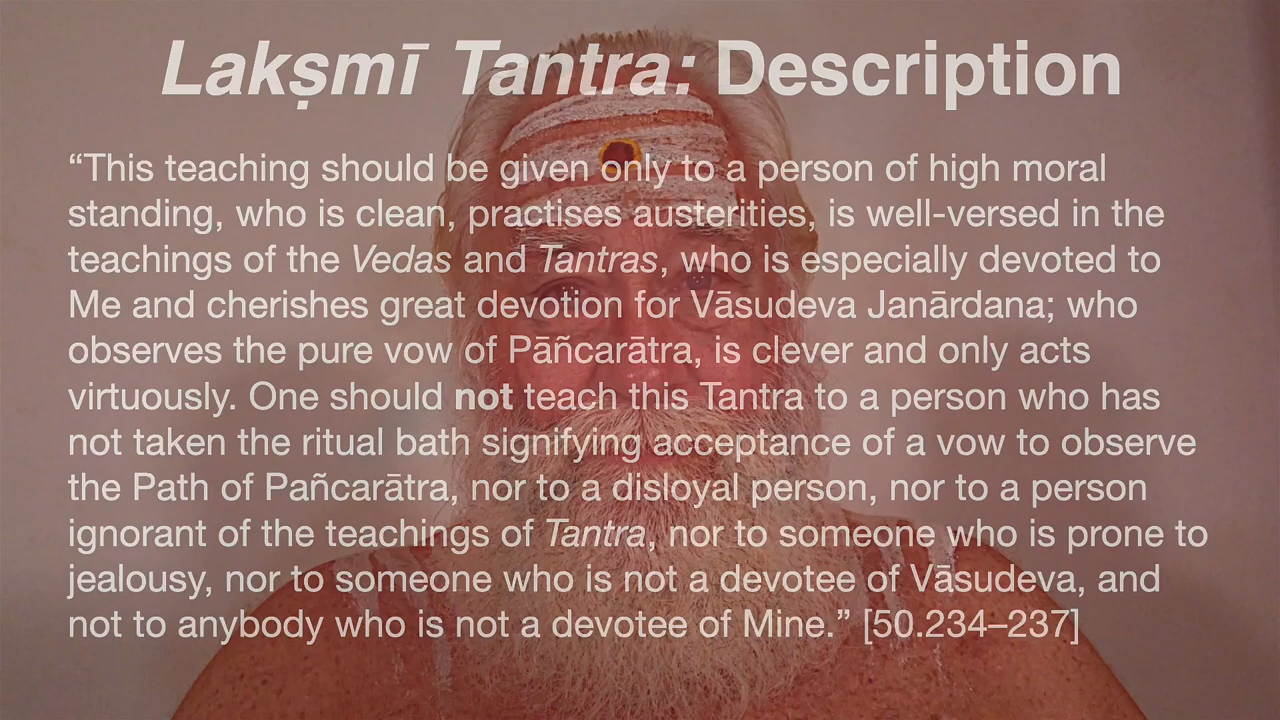 Lakṣmī Tantra: Description
“This teaching should be given only to a person of high moral
standing, who is clean, practises austerities, is well-versed in the
teachings of the Vedas and Tantras, who is especially devoted to
Me and cherishes great devotion for Vāsudeva Janārdana; who
observes the pure vow of Pāñcarātra, is clever and only acts
virtuously. One should not teach this Tantra to a person who has
not taken the ritual bath signifying acceptance of a vow to observe
the Path of Pañcarātra, nor to a disloyal person, nor to a person
ignorant of the teachings of Tantra, nor to someone who is prone to
jealousy, nor to someone who is not a devotee of Vāsudeva, and
not to anybody who is not a devotee of Mine.” [50.234–237]